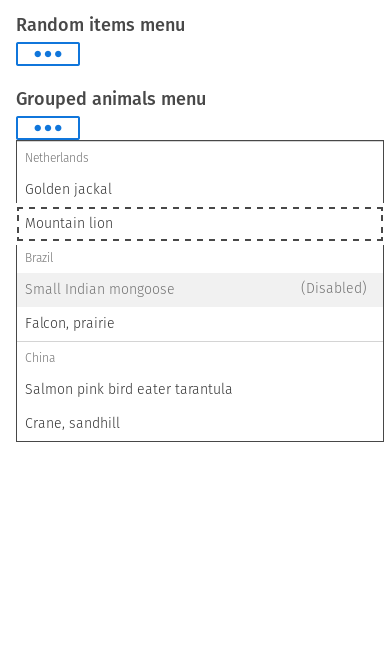 Random items menu
Grouped animals menu
Netherlands
Golden jackal
Mountain lion
Brazil
Small Indian mongoose (Disabled)
Falcon, prairie
China
Salmon pink bird eater tarantula
Crane, sandhill